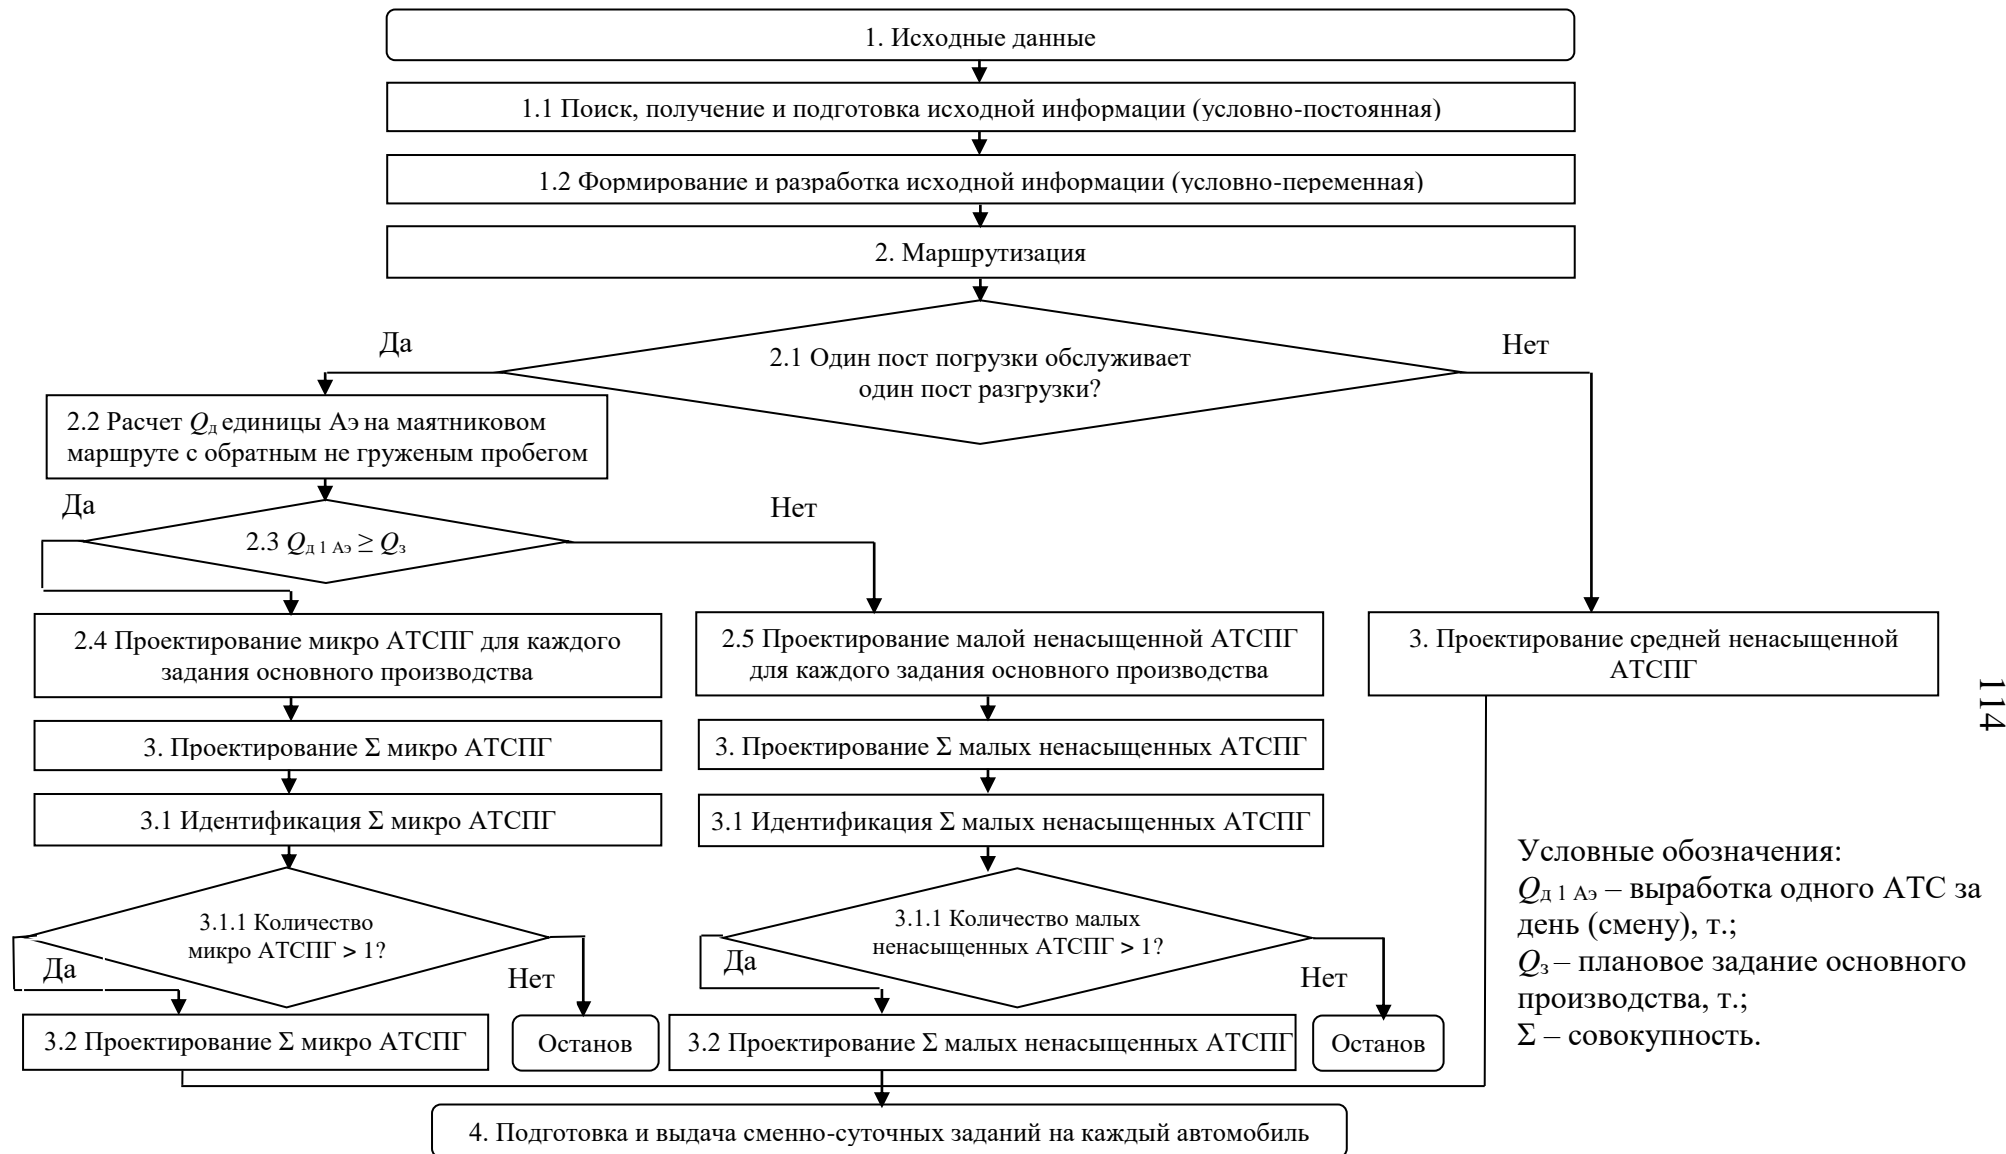 1. Исходные данные
1.1 Поиск, получение и подготовка исходной информации (условно-постоянная)
1.2 Формирование и разработка исходной информации (условно-переменная)
2. Маршрутизация
Да
2.1 Один пост погрузки обслуживает
один пост разгрузки?
Нет
2.2 Расчет Qд единицы Аэ на маятниковом
маршруте с обратным не груженым пробегом
Да
2.3 Qд 1 Аэ ≥ Qз
Нет
2.4 Проектирование микро АТСПГ для каждого
задания основного производства
2.5 Проектирование малой ненасыщенной АТСПГ
для каждого задания основного производства
3. Проектирование средней ненасыщенной
АТСПГ
3. Проектирование Σ микро АТСПГ
3. Проектирование Σ малых ненасыщенных АТСПГ
3.1 Идентификация Σ микро АТСПГ
3.1 Идентификация Σ малых ненасыщенных АТСПГ
3.1.1 Количество
микро АТСПГ > 1?
Да
Нет
3.1.1 Количество малых
ненасыщенных АТСПГ > 1?
Да
Нет
3.2 Проектирование Σ микро АТСПГ
Останов
3.2 Проектирование Σ малых ненасыщенных АТСПГ
Останов
4. Подготовка и выдача сменно-суточных заданий на каждый автомобиль
Условные обозначения:
Qд 1 Аэ – выработка одного АТС за
день (смену), т.;
Qз – плановое задание основного
производства, т.;
Σ – совокупность.
114